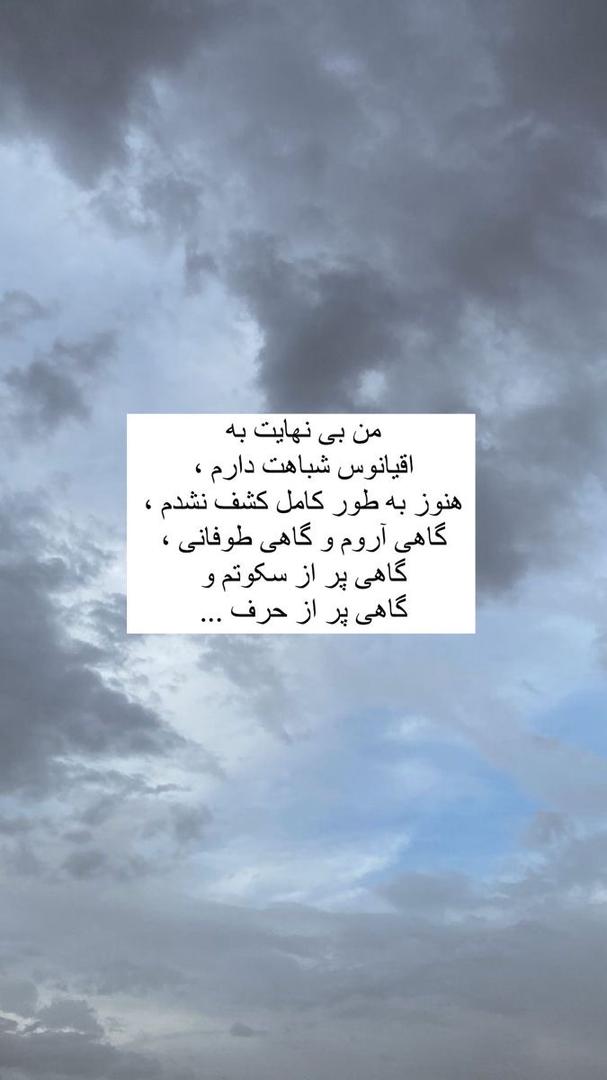 من بی نهایت به
اقیانوس شباهت دارم ،
هنوز به طور کامل کشف نشدم ،
گاهی آروم و گاهی طوفانی ،
گاهی پر از سکوتم و
گاهی پر از حرف ...